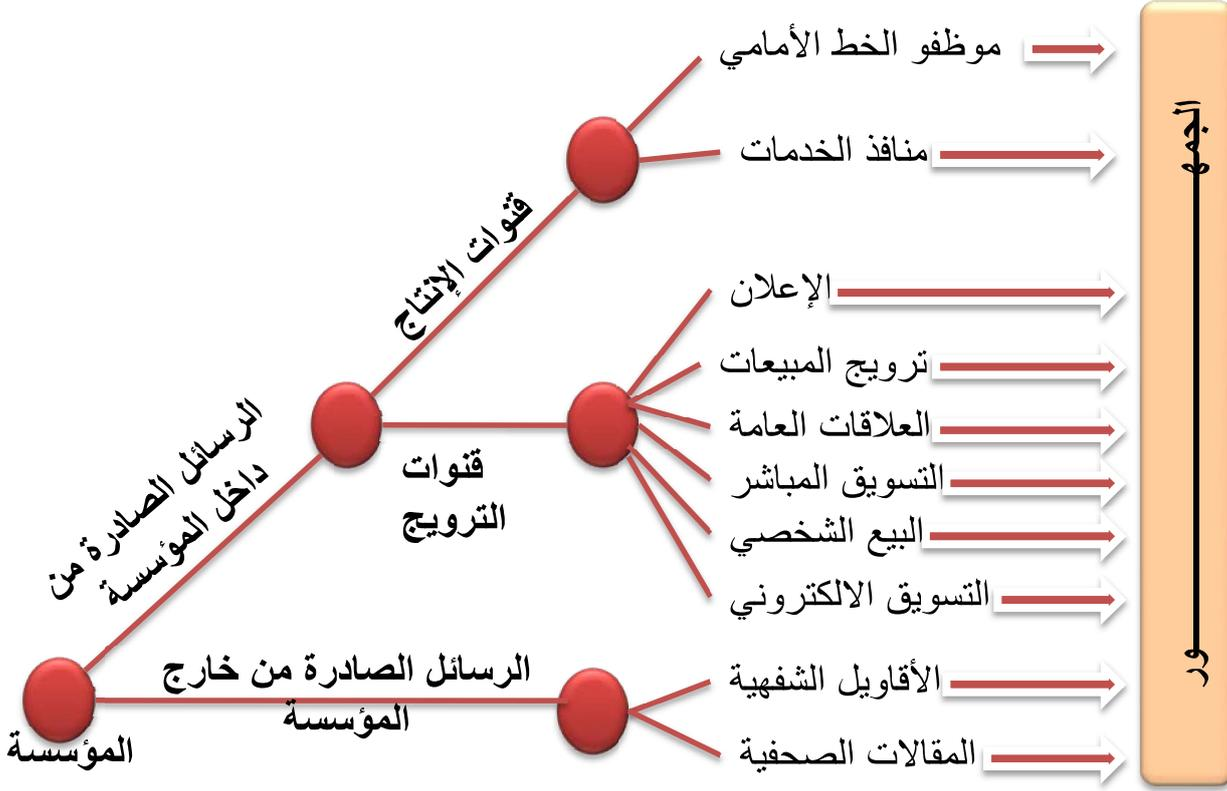 موظفو الخط الأمامي
منافذ الخدمات
قنوات الإنتاج
الإعلان
ترويج المبيعات
العلاقات العامة
التسويق المباشر
البيع الشخصي
التسويق الالكتروني
قنوات
الترويج
الرسائل الصادرة من
داخل المؤسسة
الرسائل الصادرة من خارج
المؤسسة
الأقاويل الشفهية
المقالات الصحفية
المؤسسة
الجمهور